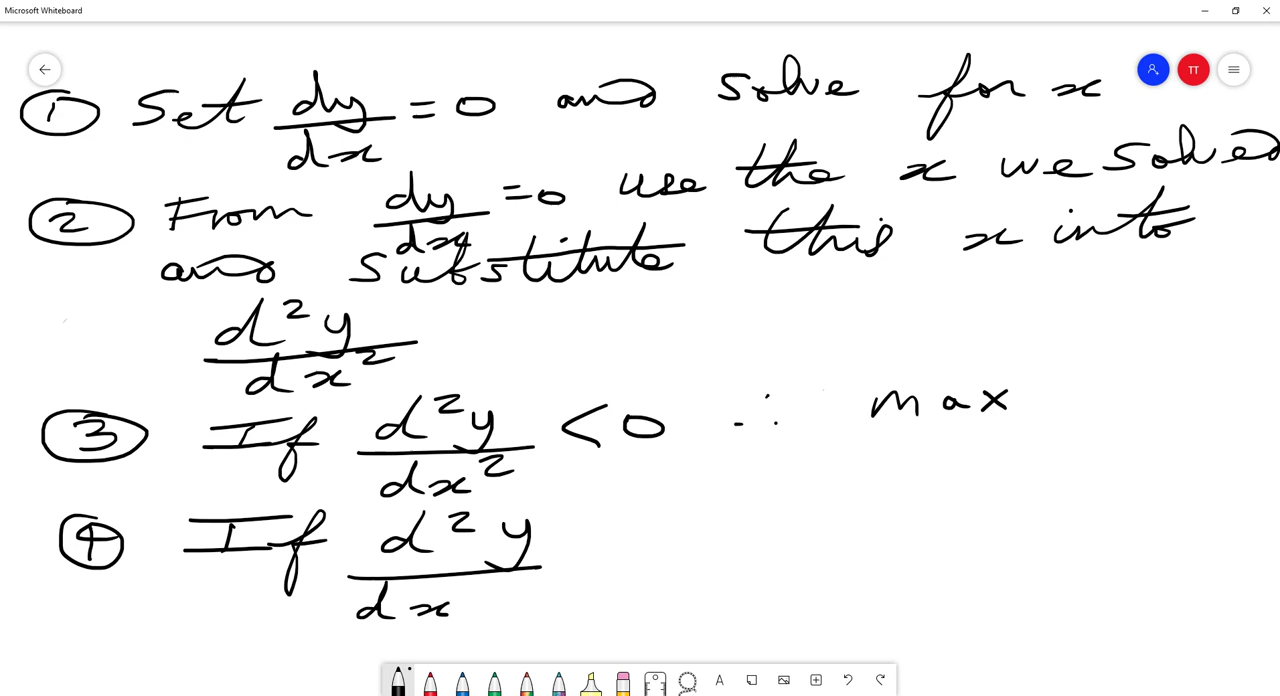 Microsoft Whiteboard
TT
① Set dy/dx = 0 and solve for x
② From dy/dx = 0 use the x we solved
and substitute this x into
d²y/dx²
③ If d²y/dx² < 0 ∴ max
④ If d²y/dx
A